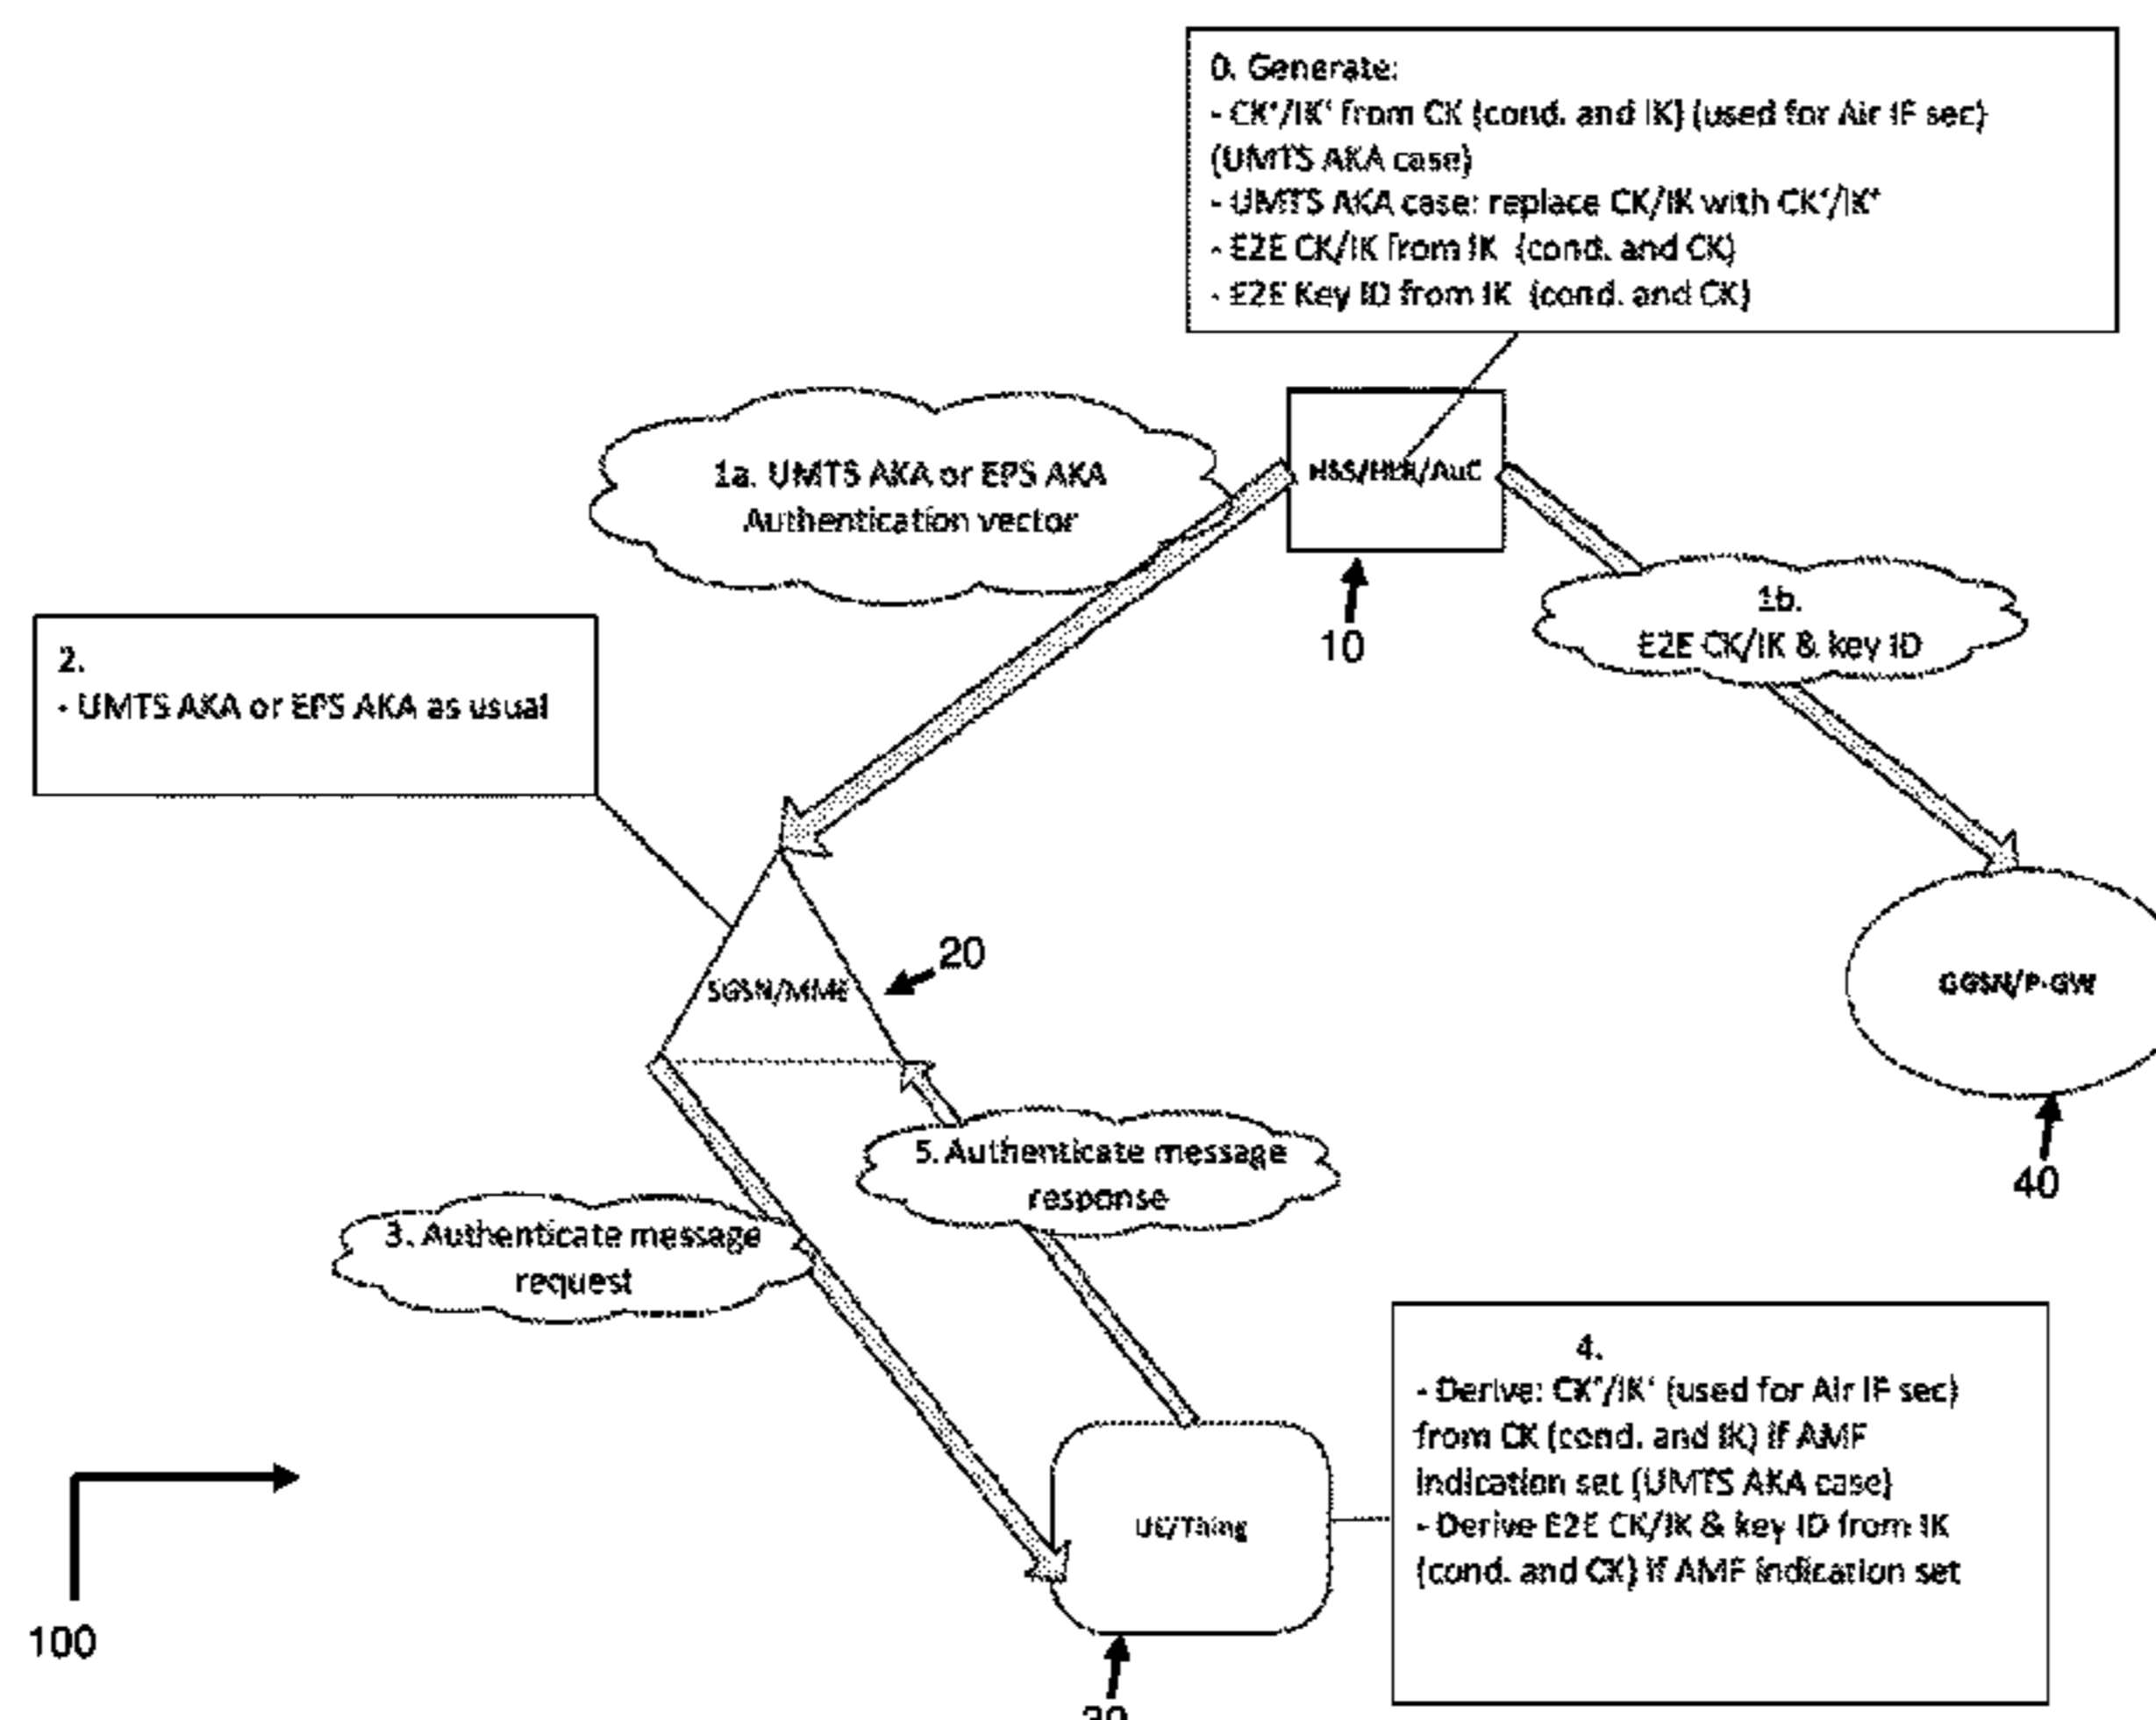 0. Generate:
- CK'/IK' from CK (cond. and IK) (used for Air IF sec)
(UMTS AKA case)
- UMTS AKA case: replace CK/IK with CK'/IK'
- E2E CK/IK from IK (cond. and CK)
- E2E Key ID from IK (cond. and CK)
1a. UMTS AKA or EPS AKA
Authentication vector
HSS/HLR/AuC
10
1b.
E2E CK/IK & key ID
2.
- UMTS AKA or EPS AKA as usual
20
SGSN/MME
GGSN/P-GW
40
5. Authenticate message
response
3. Authenticate message
request
4.
- Derive: CK'/IK' (used for Air IF sec)
from CK (cond. and IK) if AMF
indication set (UMTS AKA case)
- Derive E2E CK/IK & key ID from IK
(cond. and CK) if AMF indication set
UE/Thing
100